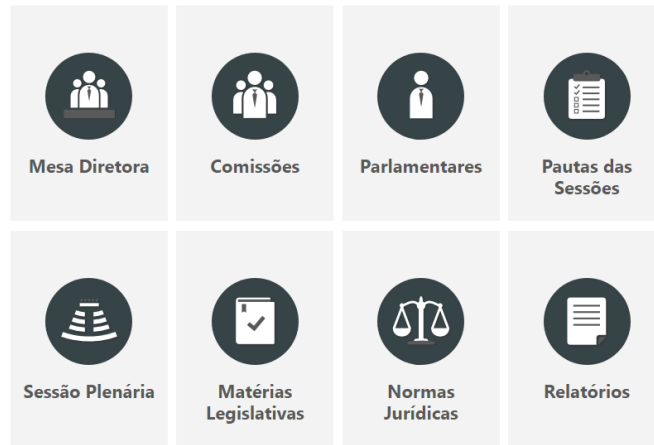 Mesa Diretora
Comissões
Parlamentares
Pautas das
Sessões
Sessão Plenária
Matérias
Legislativas
Normas
Jurídicas
Relatórios